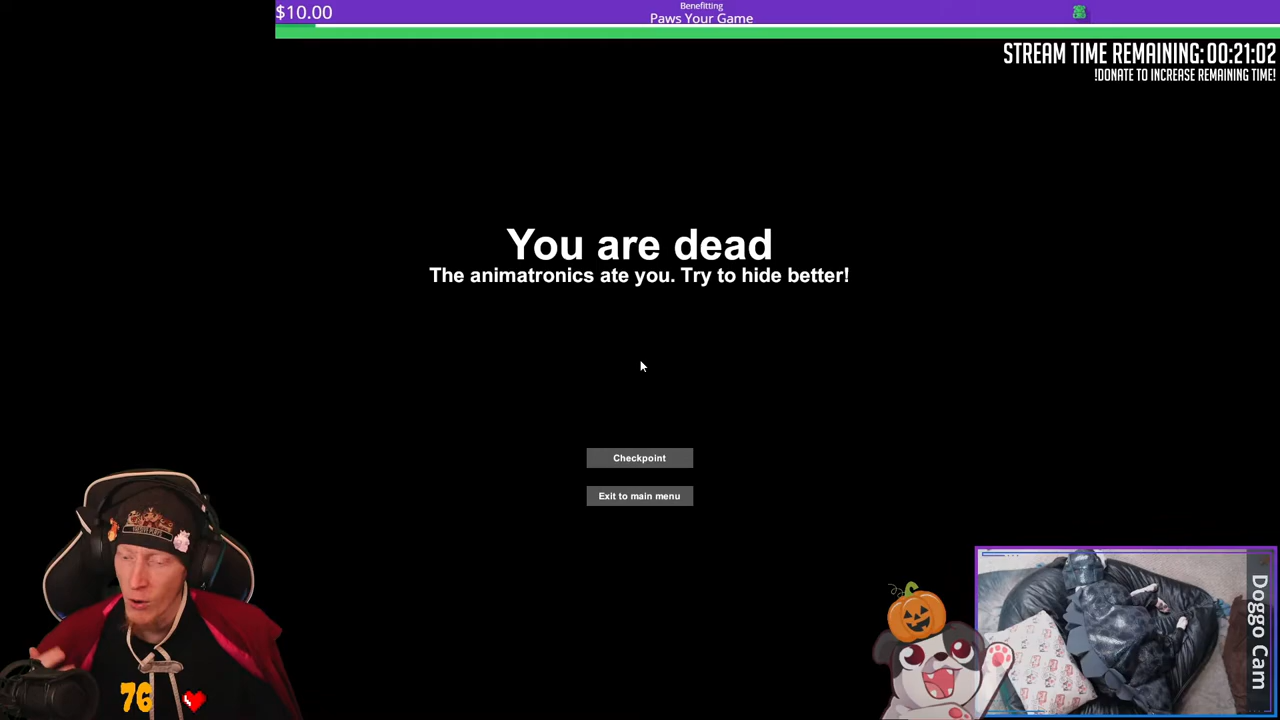 $10.00
Benefitting
Paws Your Game
STREAM TIME REMAINING: 00:21:02
!DONATE TO INCREASE REMAINING TIME!
You are dead
The animatronics ate you. Try to hide better!
Checkpoint
Exit to main menu
76
Doggo Cam